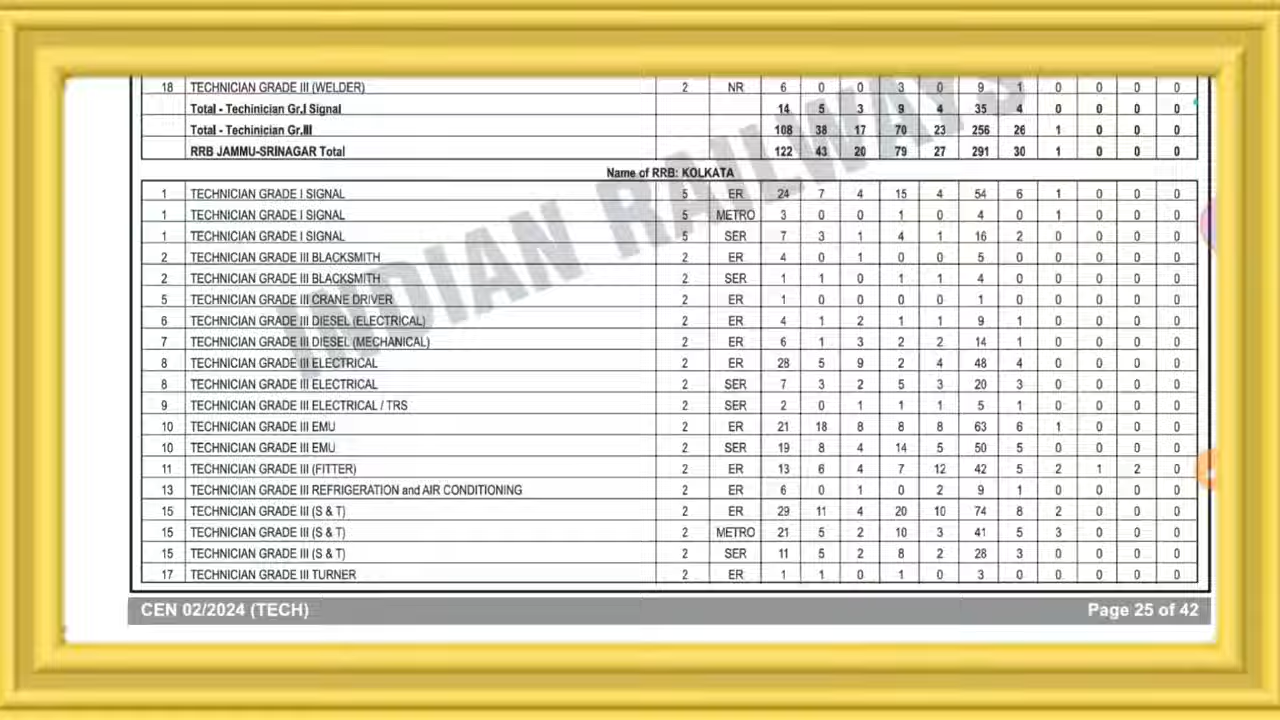 18 TECHNICIAN GRADE III (WELDER) 2 NR 6 0 0 3 0 9 1 0 0 0 0
Total - Techinician Gr.I Signal 14 5 3 9 4 35 4 0 0 0 0
Total - Techinician Gr.III 108 38 17 70 23 256 26 1 0 0 0
RRB JAMMU-SRINAGAR Total 122 43 20 79 27 291 30 1 0 0 0
Name of RRB: KOLKATA
1 TECHNICIAN GRADE I SIGNAL 5 ER 24 7 4 15 4 54 6 1 0 0 0
1 TECHNICIAN GRADE I SIGNAL 5 METRO 3 0 0 1 0 4 0 1 0 0 0
1 TECHNICIAN GRADE I SIGNAL 5 SER 7 3 1 4 1 16 2 0 0 0 0
2 TECHNICIAN GRADE III BLACKSMITH 2 ER 4 0 1 0 0 5 0 0 0 0 0
2 TECHNICIAN GRADE III BLACKSMITH 2 SER 1 1 0 1 1 4 0 0 0 0 0
5 TECHNICIAN GRADE III CRANE DRIVER 2 ER 1 0 0 0 0 1 0 0 0 0 0
6 TECHNICIAN GRADE III DIESEL (ELECTRICAL) 2 ER 4 1 2 1 1 9 1 0 0 0 0
7 TECHNICIAN GRADE III DIESEL (MECHANICAL) 2 ER 6 1 3 2 2 14 1 0 0 0 0
8 TECHNICIAN GRADE III ELECTRICAL 2 ER 28 5 9 2 4 48 4 0 0 0 0
8 TECHNICIAN GRADE III ELECTRICAL 2 SER 7 3 2 5 3 20 3 0 0 0 0
9 TECHNICIAN GRADE III ELECTRICAL / TRS 2 SER 2 0 1 1 1 5 1 0 0 0 0
10 TECHNICIAN GRADE III EMU 2 ER 21 18 8 8 8 63 6 1 0 0 0
10 TECHNICIAN GRADE III EMU 2 SER 19 8 4 14 5 50 5 0 0 0 0
11 TECHNICIAN GRADE III (FITTER) 2 ER 13 6 4 7 12 42 5 2 1 2 0
13 TECHNICIAN GRADE III REFRIGERATION and AIR CONDITIONING 2 ER 6 0 1 0 2 9 1 0 0 0 0
15 TECHNICIAN GRADE III (S & T) 2 ER 29 11 4 20 10 74 8 2 0 0 0
15 TECHNICIAN GRADE III (S & T) 2 METRO 21 5 2 10 3 41 5 3 0 0 0
15 TECHNICIAN GRADE III (S & T) 2 SER 11 5 2 8 2 28 3 0 0 0 0
17 TECHNICIAN GRADE III TURNER 2 ER 1 1 0 1 0 3 0 0 0 0 0
INDIAN RAILWAYS
CEN 02/2024 (TECH) Page 25 of 42